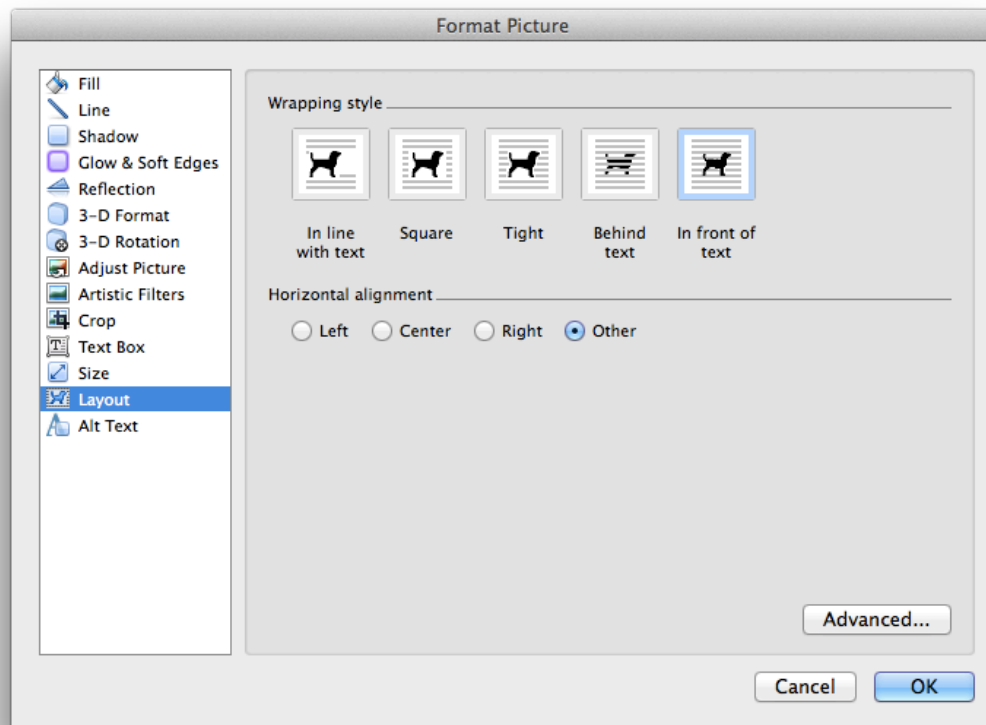 Format Picture
Fill
Line
Shadow
Glow & Soft Edges
Reflection
3-D Format
3-D Rotation
Adjust Picture
Artistic Filters
Crop
Text Box
Size
Layout
Alt Text
Wrapping style
In line
with text
Square
Tight
Behind
text
In front of
text
Horizontal alignment
Left
Center
Right
Other
Advanced...
Cancel
OK